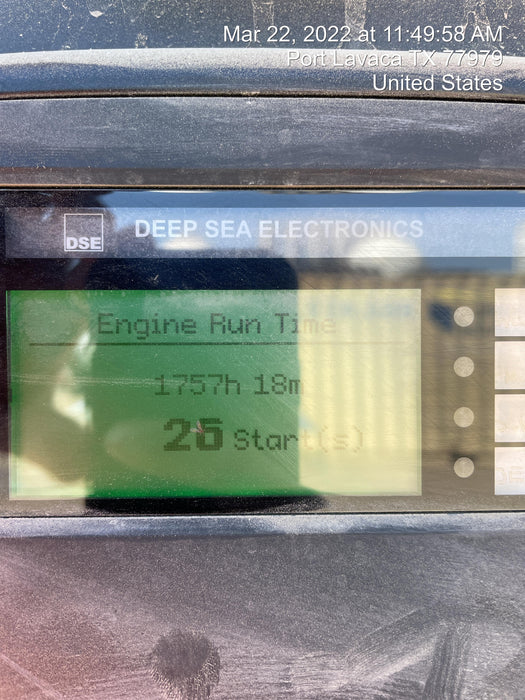 Mar 22, 2022 at 11:49:58 AM
Port Lavaca TX 77979
United States
DSE DEEP SEA ELECTRONICS
Engine Run Time
1757h 18m
26 Start(s)